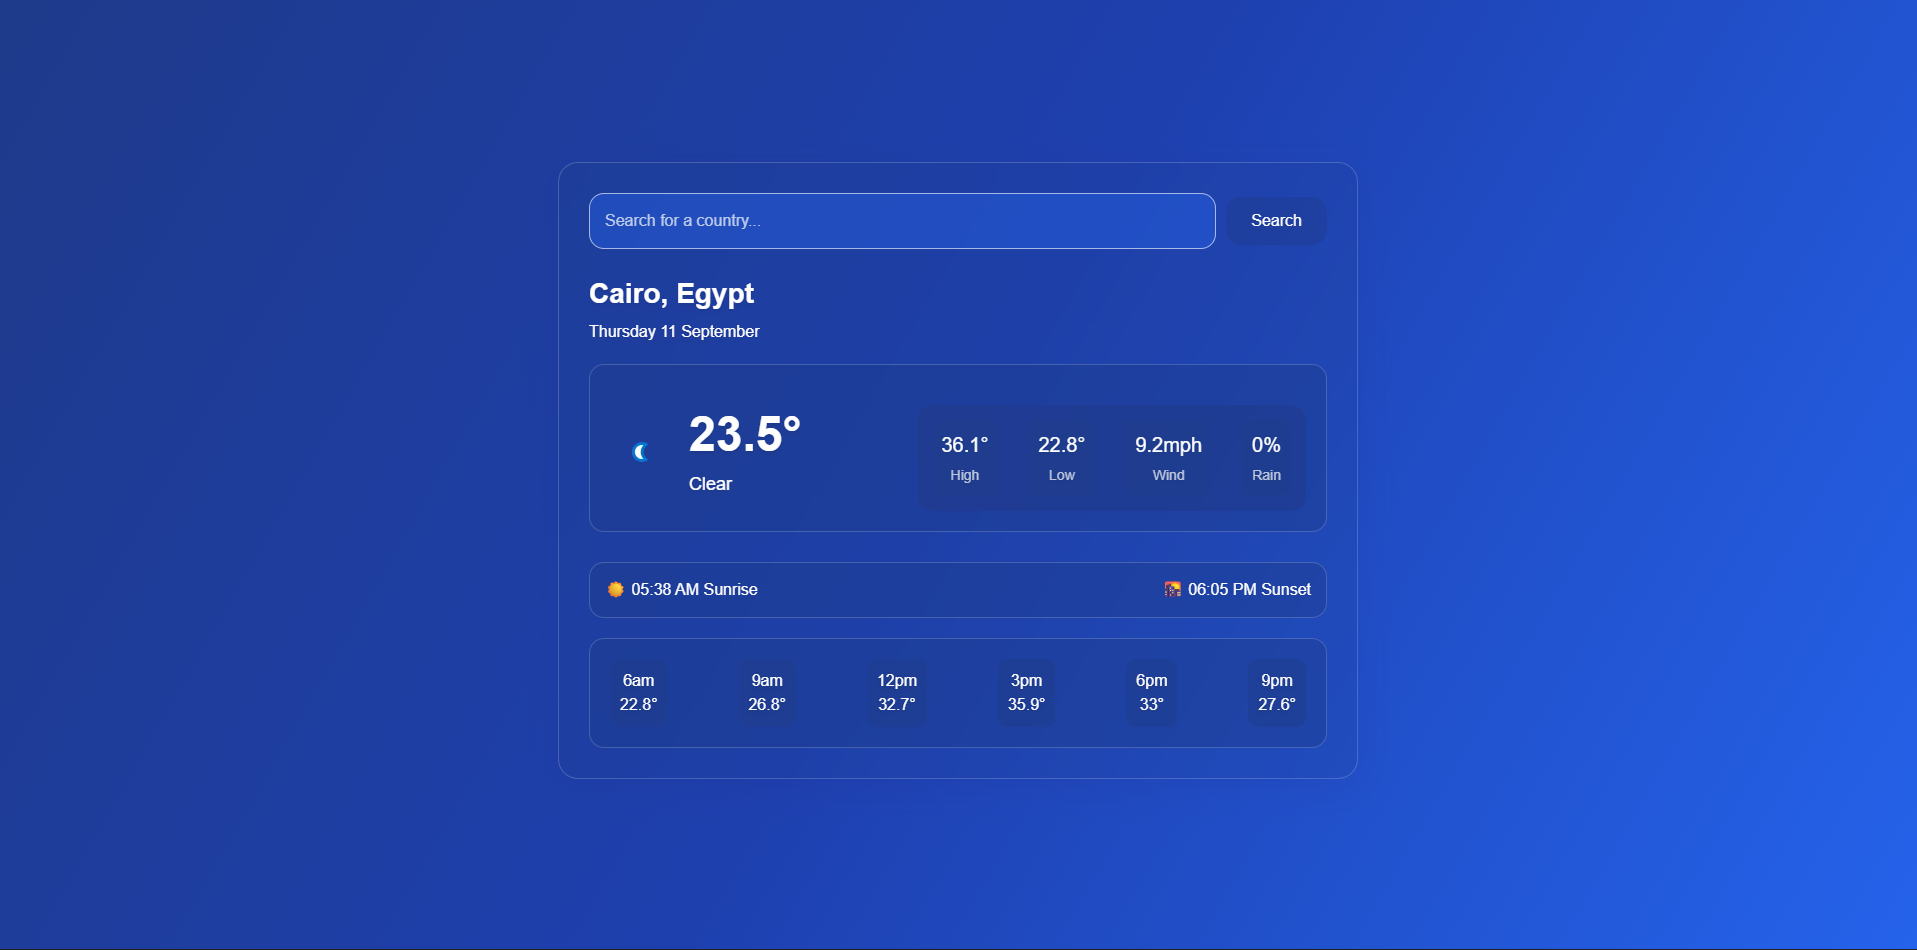 Search for a country...
Search
Cairo, Egypt
Thursday 11 September
23.5°
Clear
36.1° 22.8° 9.2mph 0%
High Low Wind Rain
05:38 AM Sunrise
06:05 PM Sunset
6am 9am 12pm 3pm 6pm 9pm
22.8° 26.8° 32.7° 35.9° 33° 27.6°